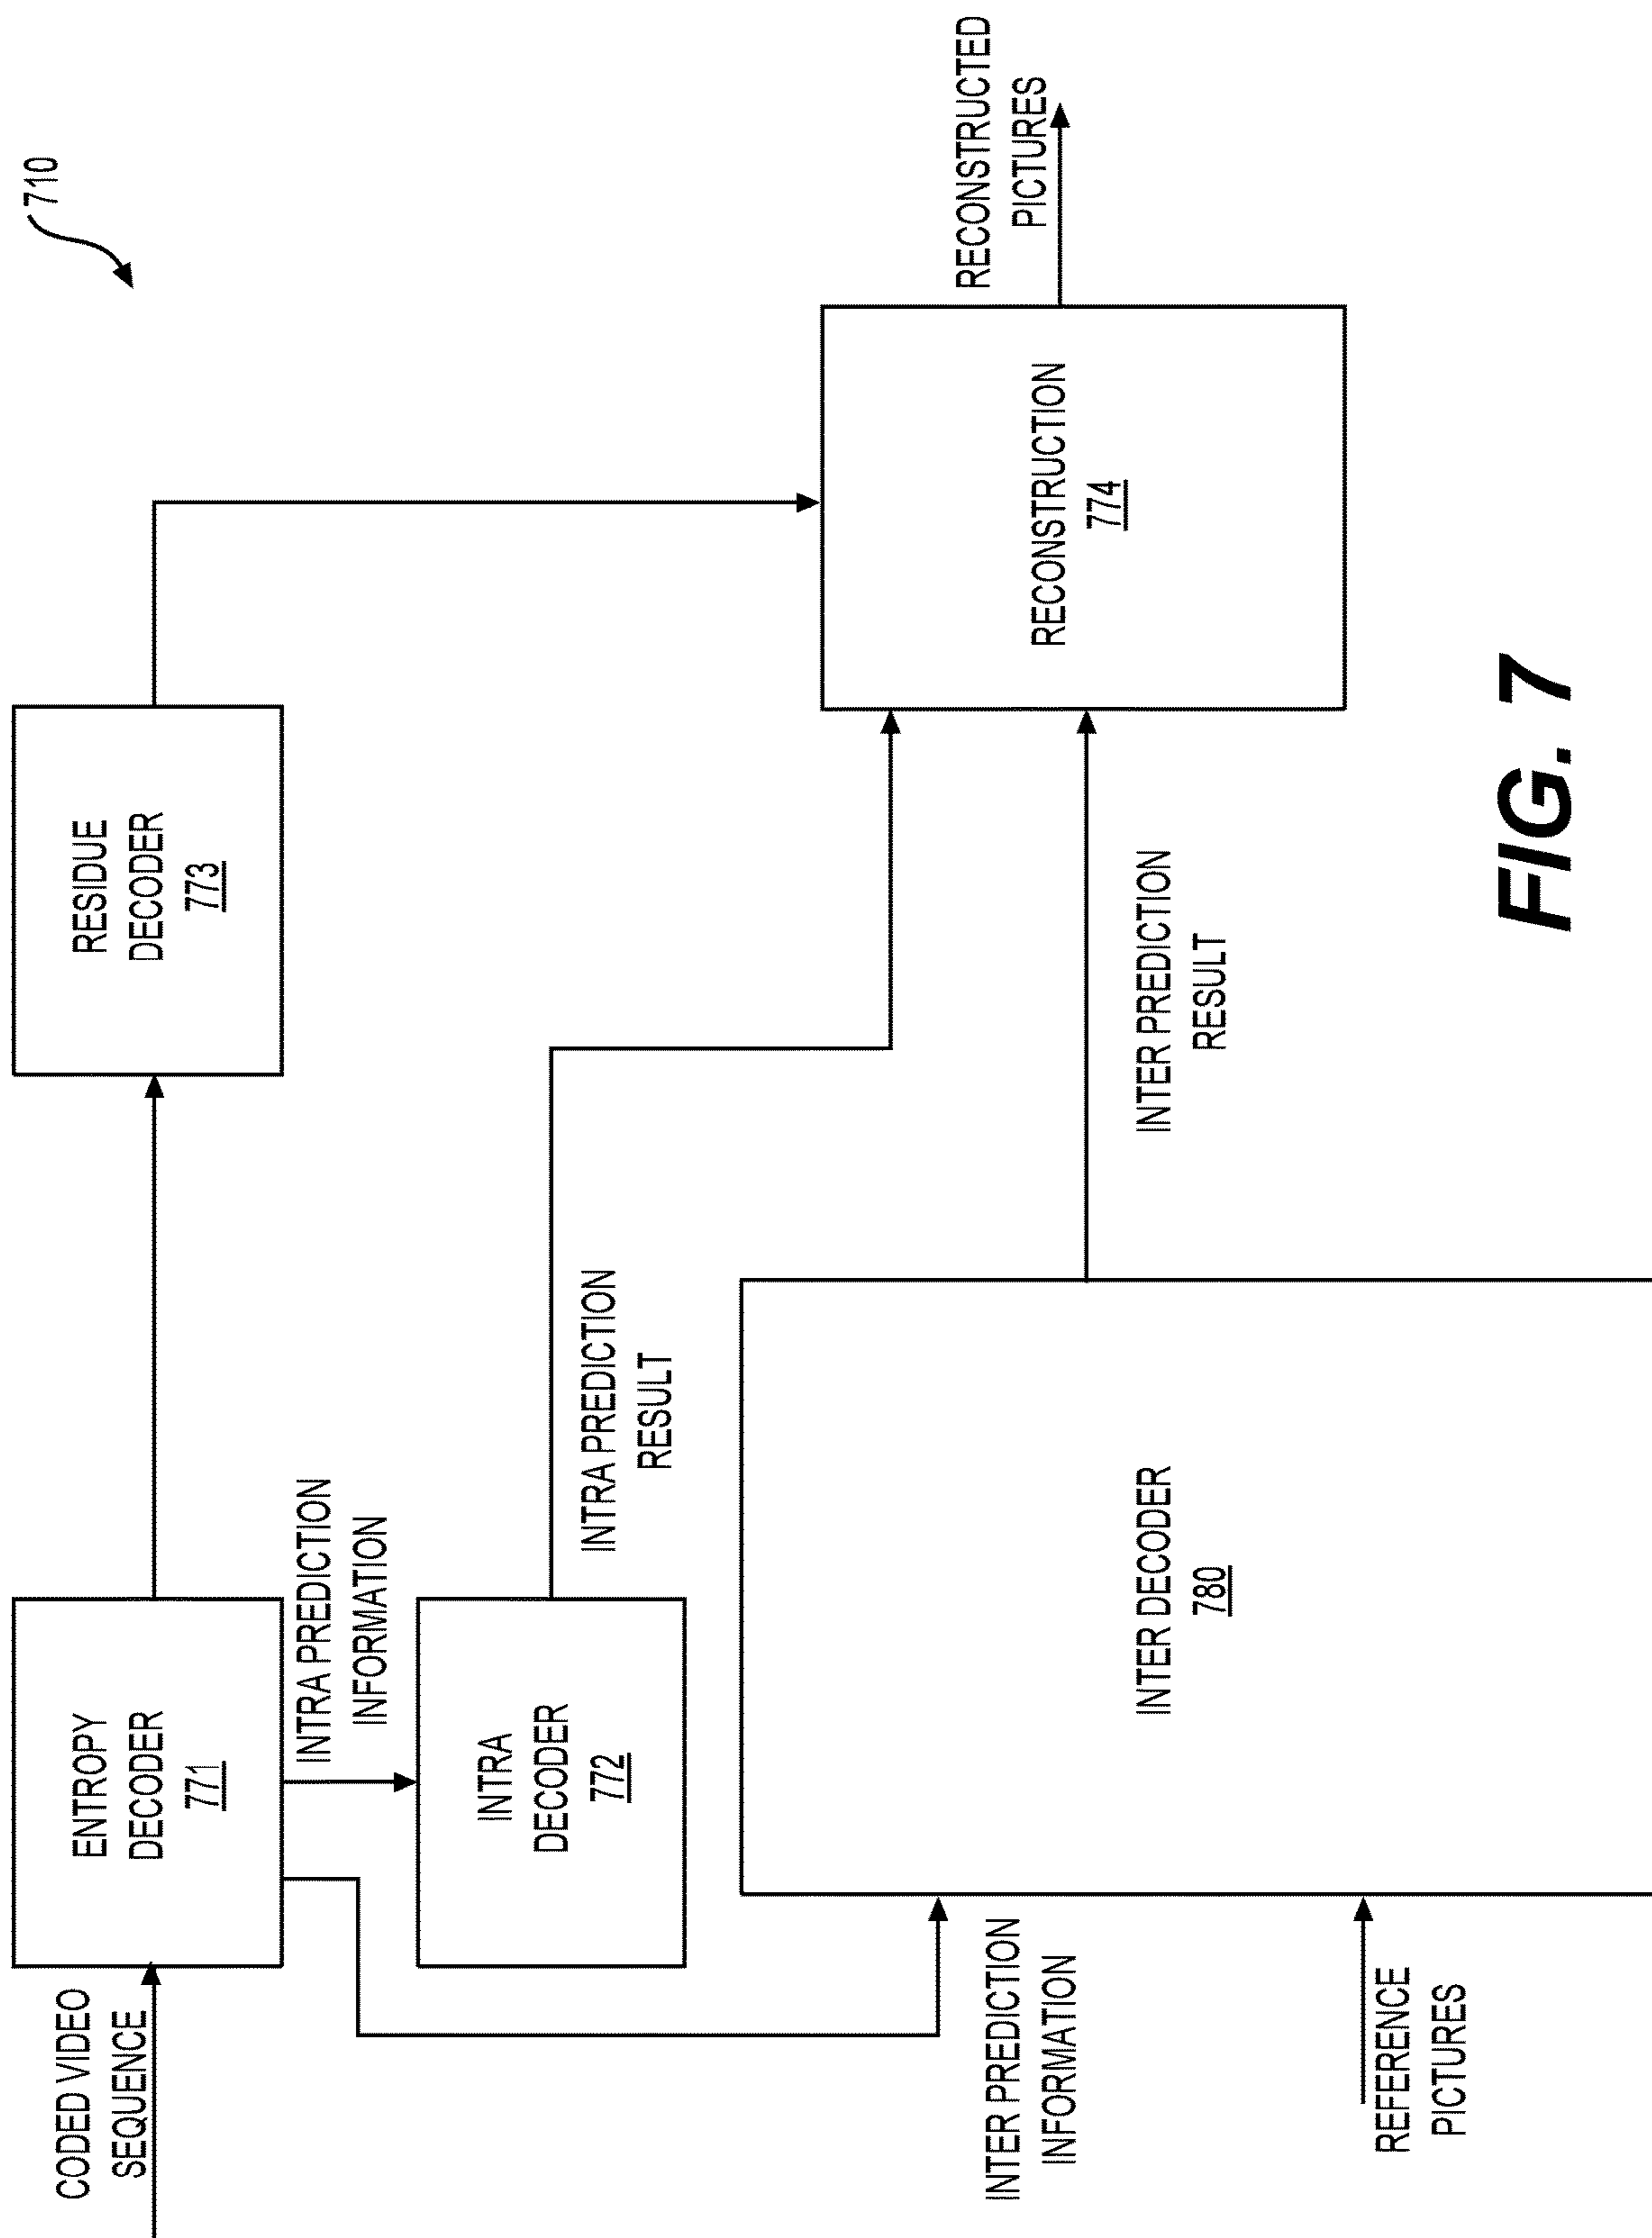 710
CODED VIDEO
SEQUENCE
ENTROPY
DECODER
771
RESIDUE
DECODER
773
INTRA PREDICTION
INFORMATION
INTRA
DECODER
772
INTRA PREDICTION
RESULT
RECONSTRUCTED
PICTURES
RECONSTRUCTION
774
INTER PREDICTION
INFORMATION
INTER DECODER
780
INTER PREDICTION
RESULT
REFERENCE
PICTURES
FIG. 7